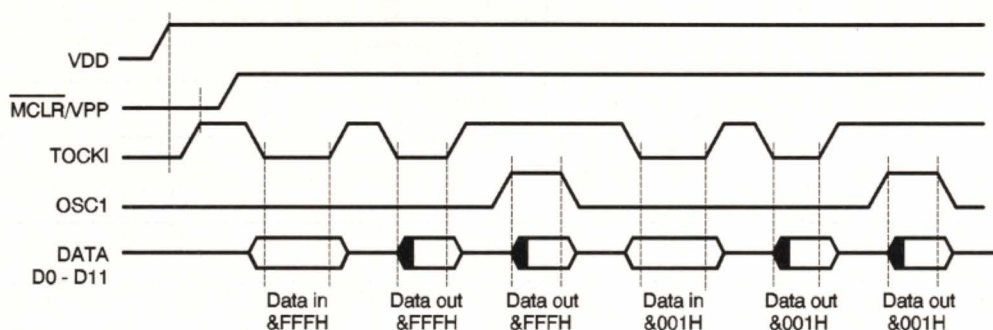 VDD
MCLR/VPP
TOCKI
OSC1
DATA
D0 - D11
Data in
&FFFH
Data out
&FFFH
Data out
&FFFH
Data in
&001H
Data out
&001H
Data out
&001H